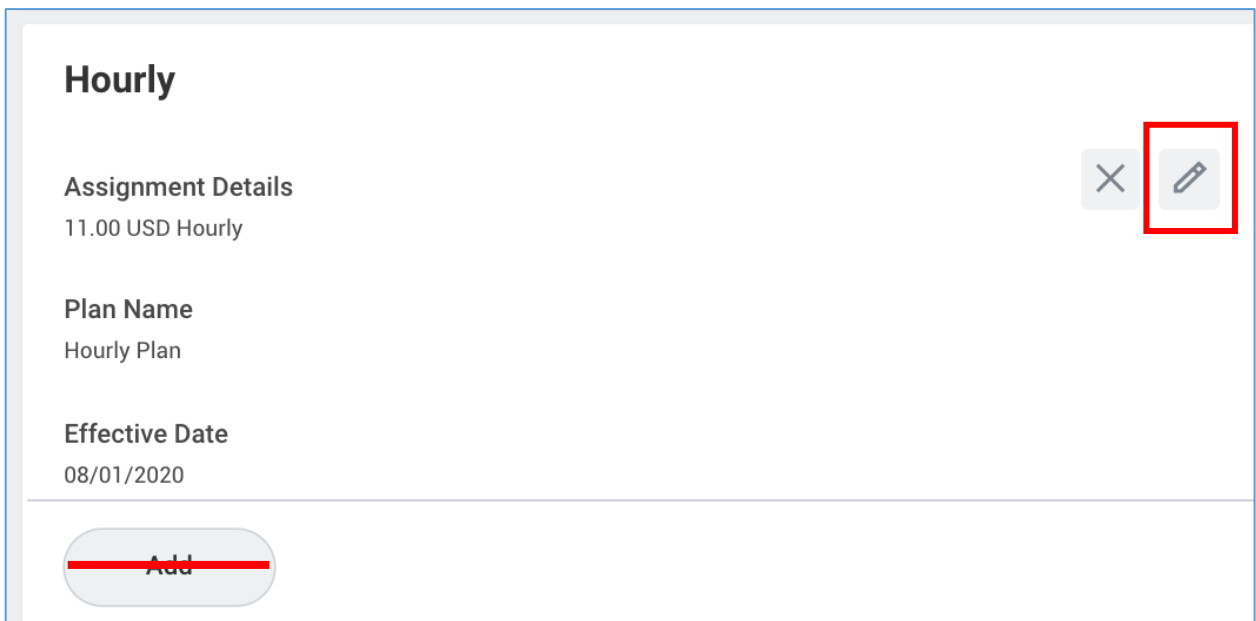 Hourly
Assignment Details
11.00 USD Hourly
Plan Name
Hourly Plan
Effective Date
08/01/2020
Add